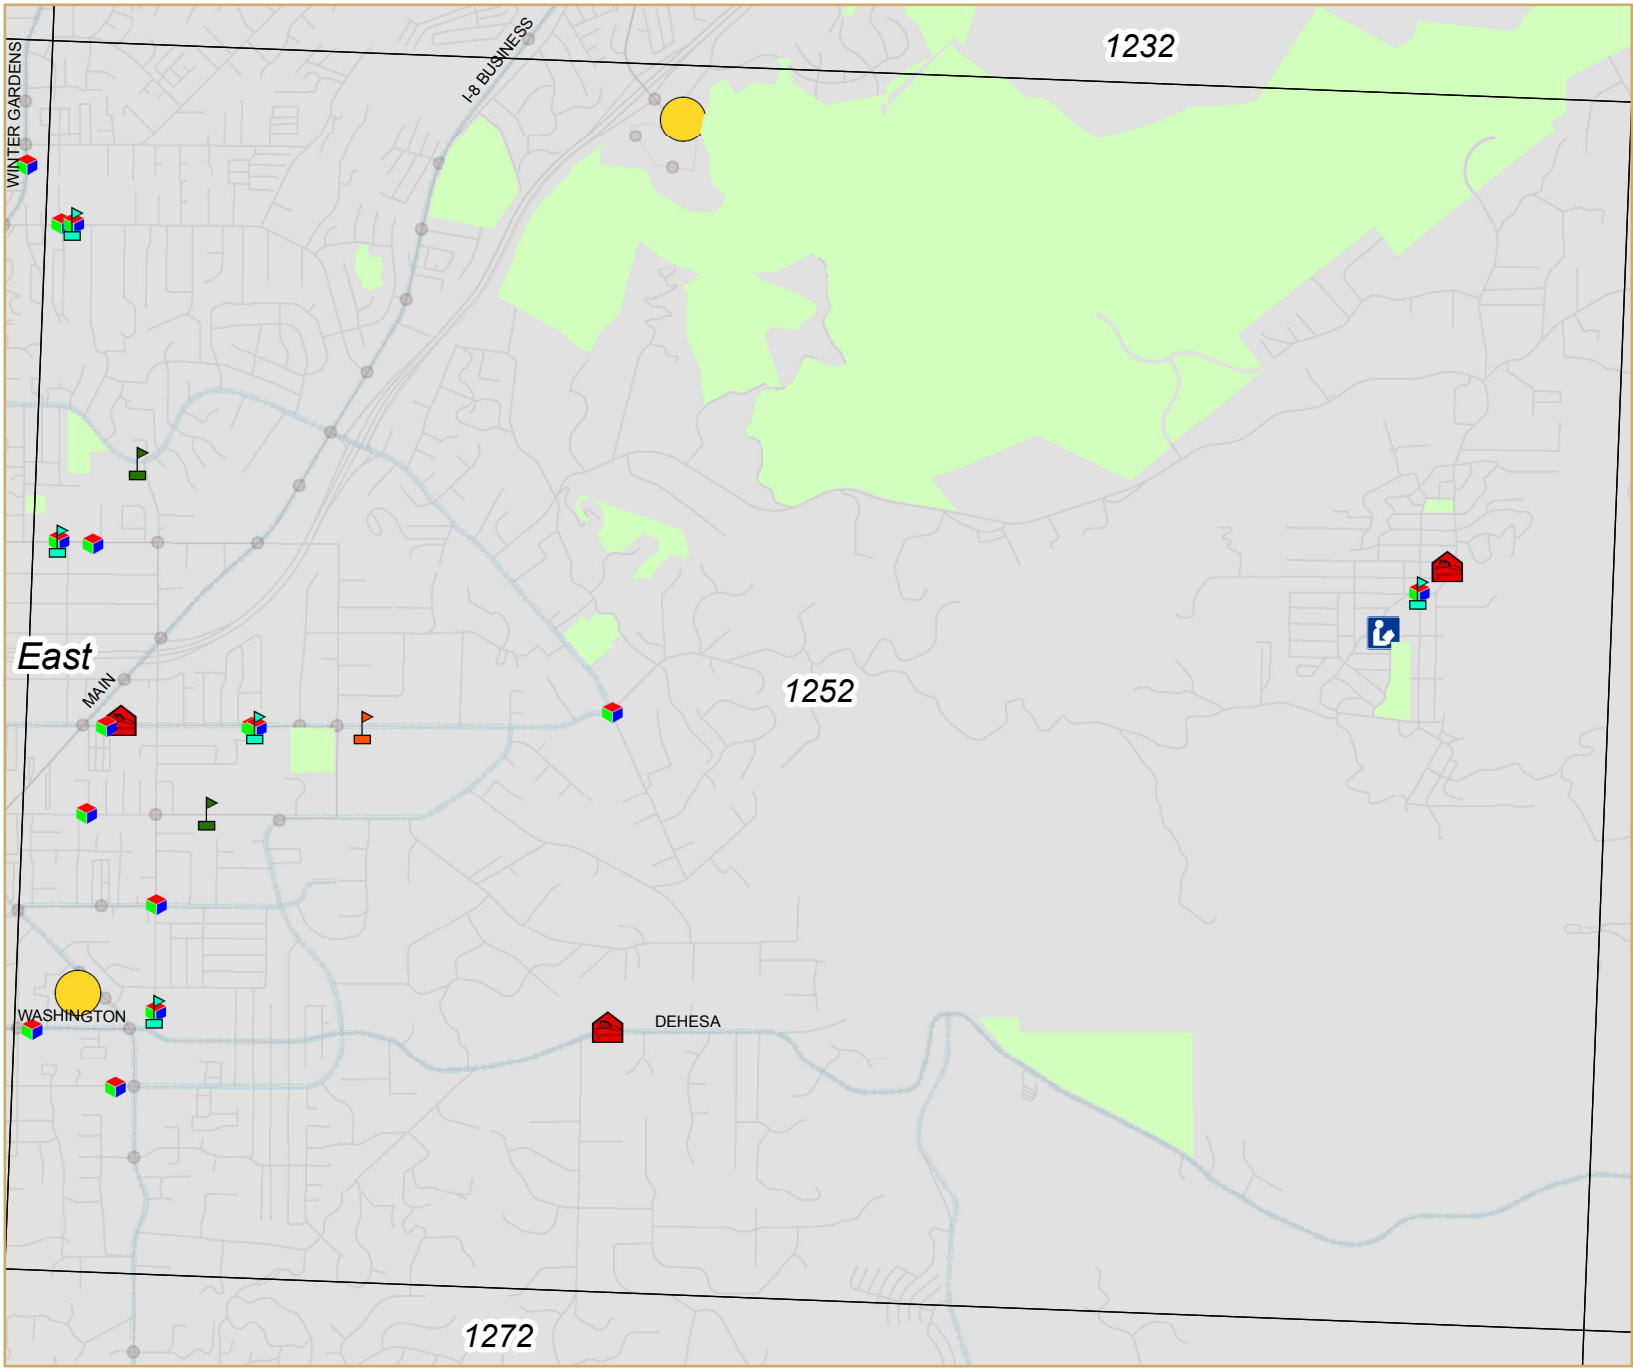 1232
I-8 BUSINESS
WINTER GARDENS
East
MAIN
1252
WASHINGTON
DEHESA
1272